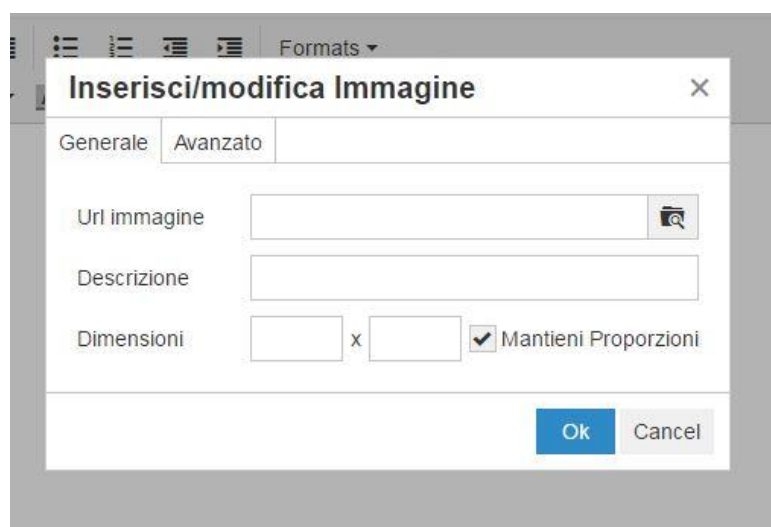 Formats
Inserisci/modifica Immagine
Generale Avanzato
Url immagine
Descrizione
Dimensioni x Mantieni Proporzioni
Ok Cancel